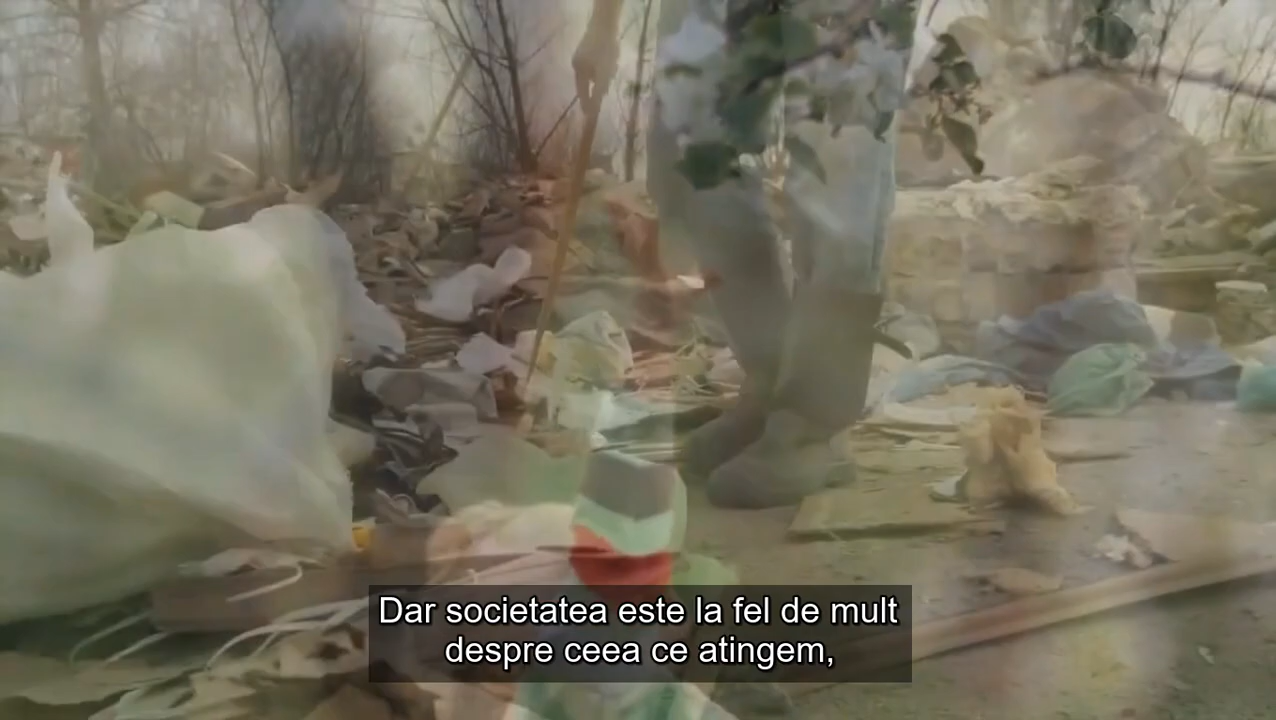 Dar societatea este la fel de mult
despre ceea ce atingem,